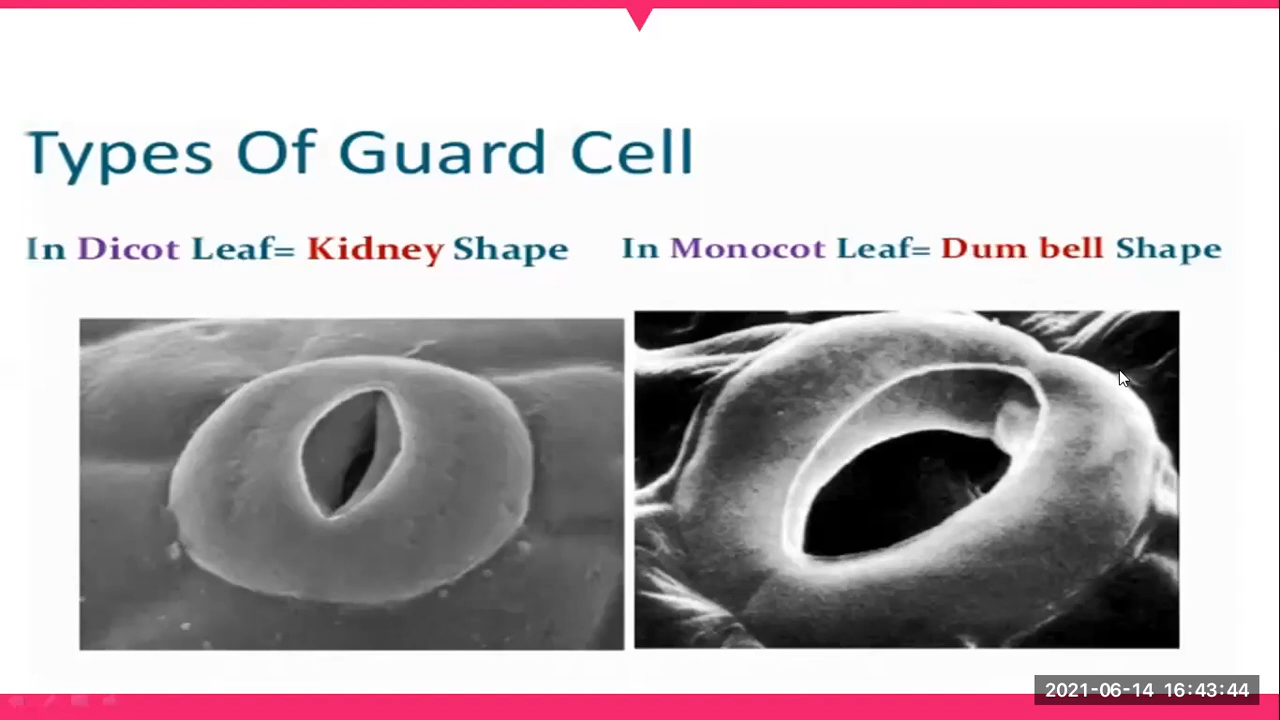 Types Of Guard Cell
In Dicot Leaf= Kidney Shape
In Monocot Leaf= Dum bell Shape
2021-06-14 16:43:44